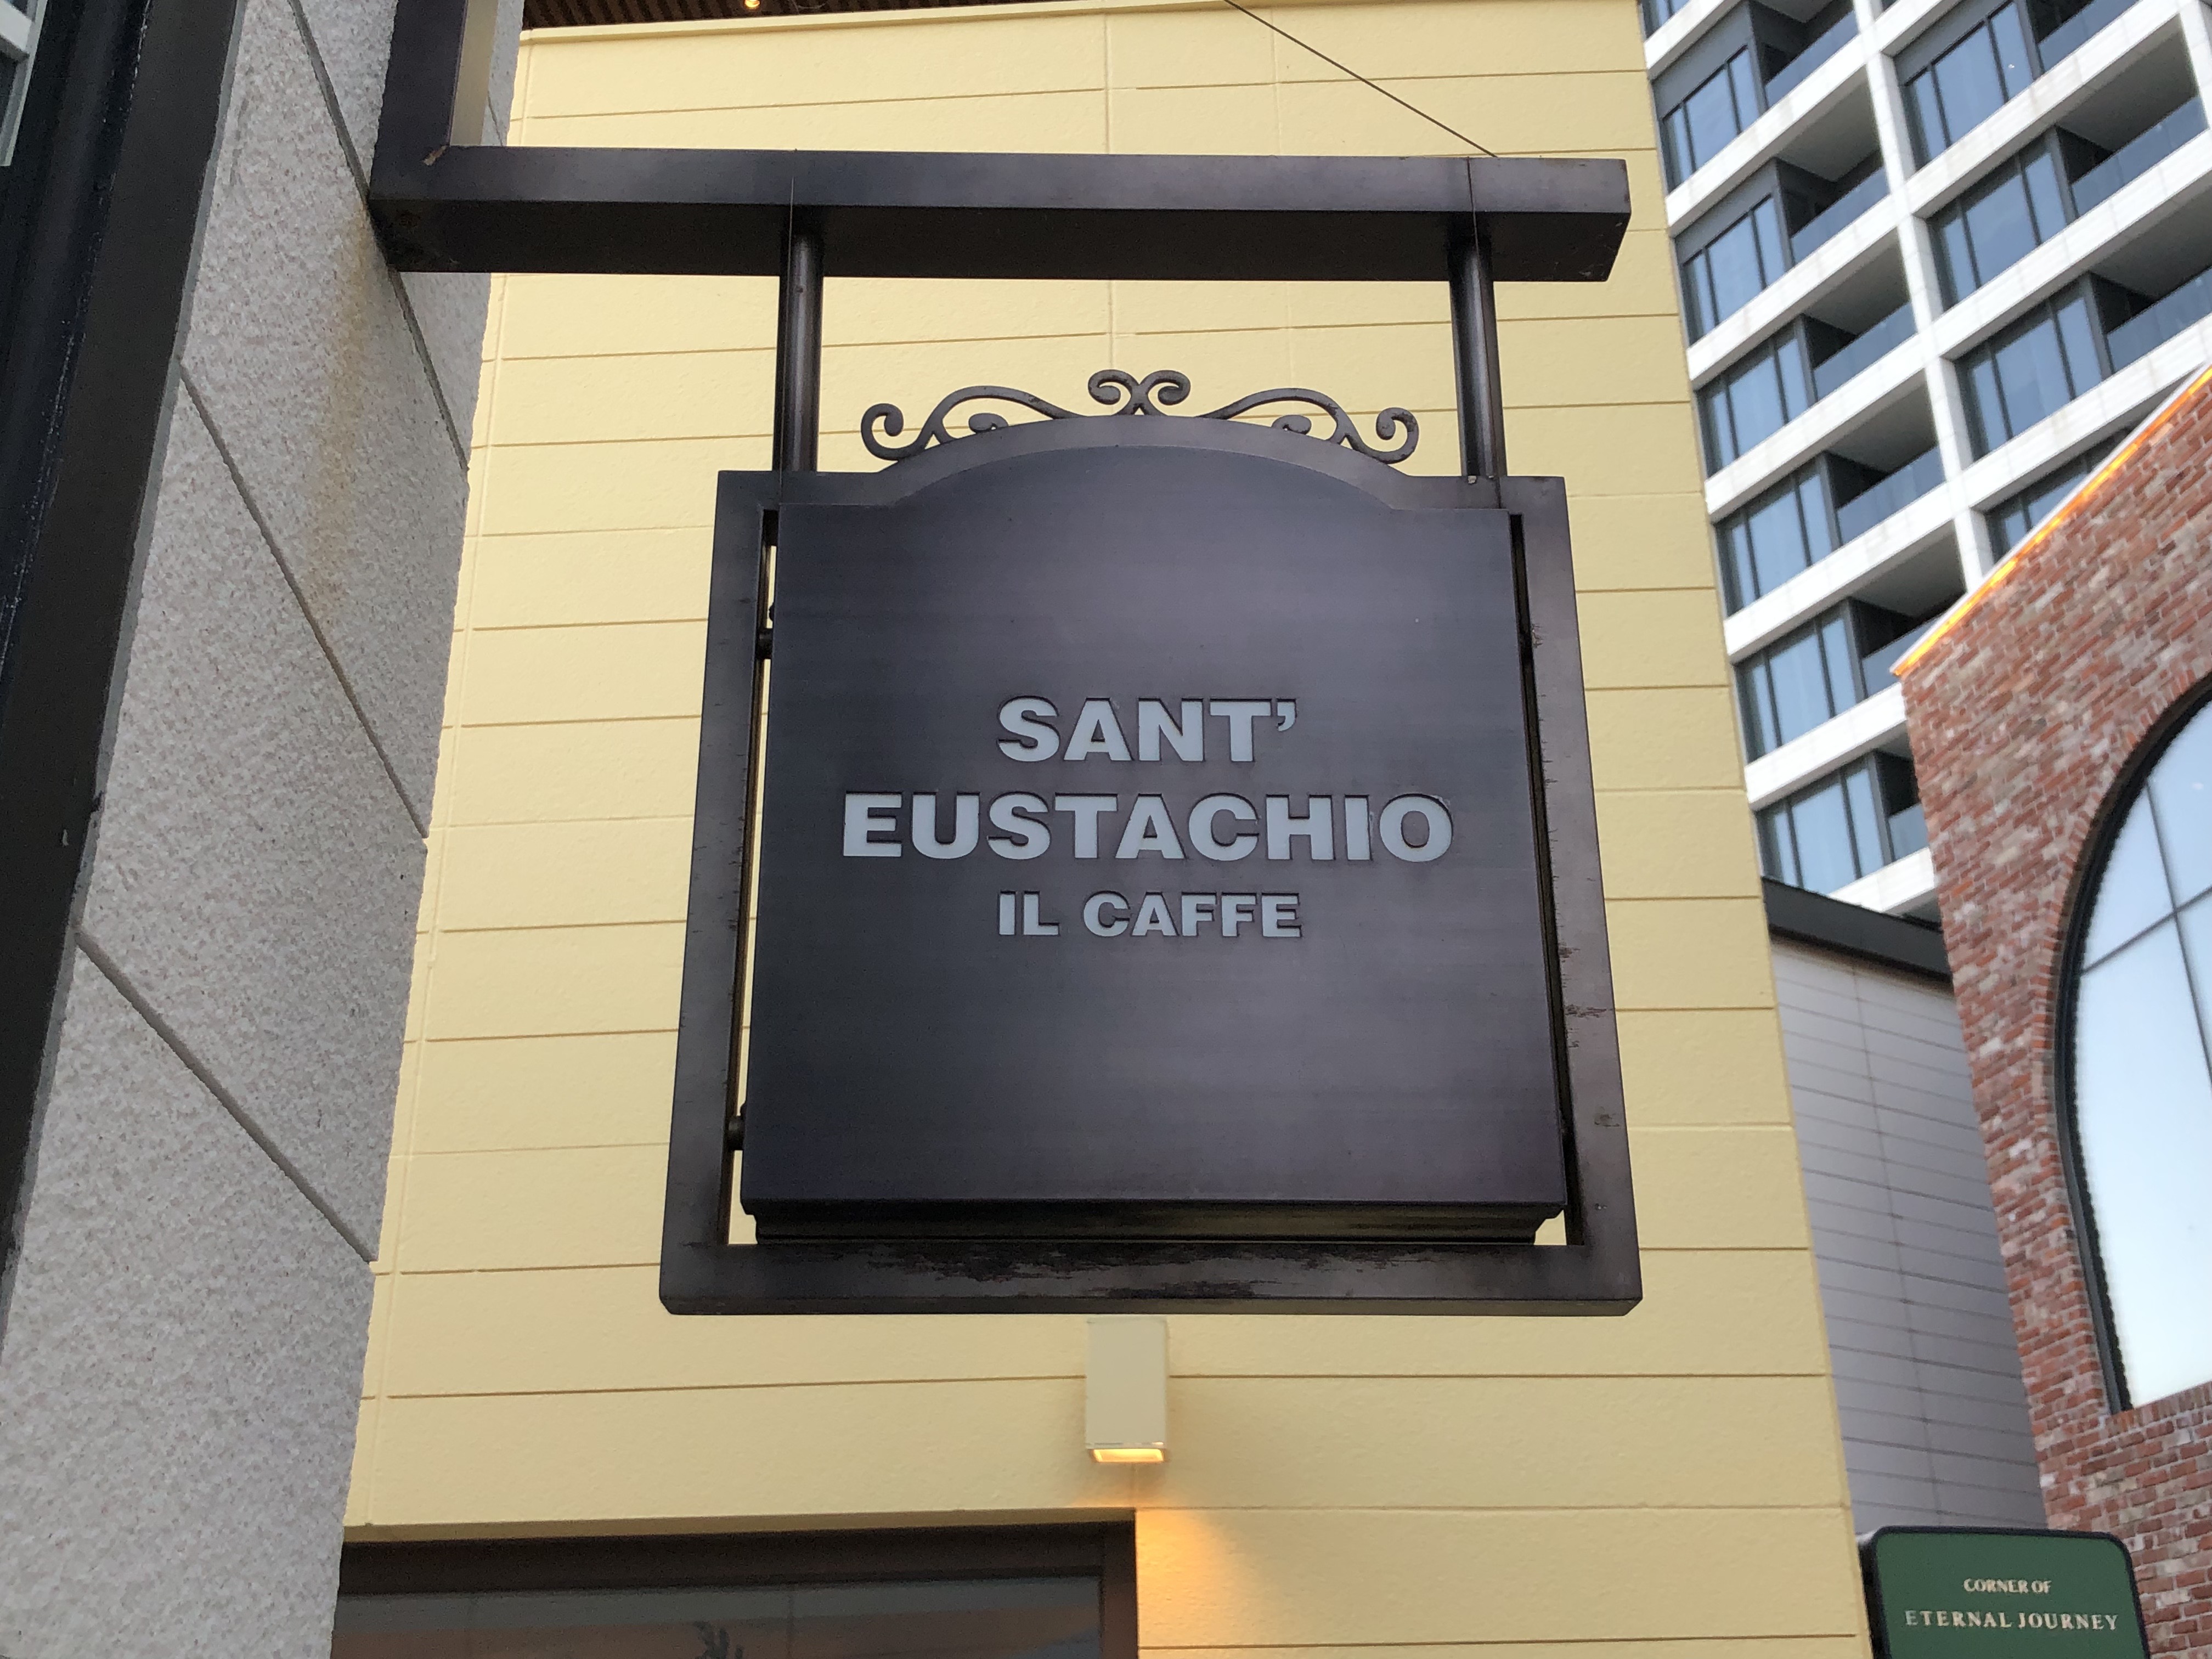 SANT'
EUSTACHIO
IL CAFFE
CORNER OF
ETERNAL JOURNEY